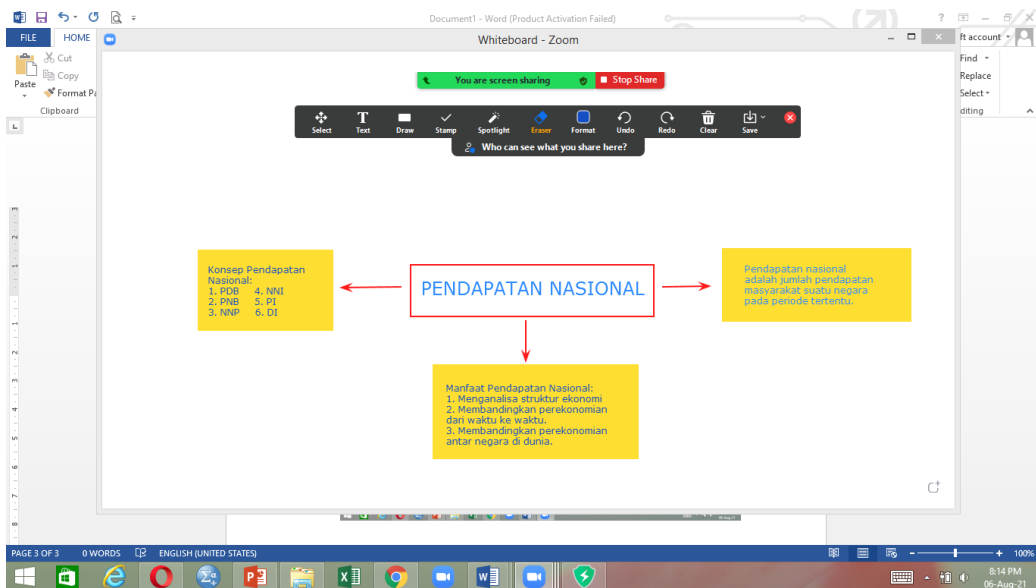 Document1 - Word (Product Activation Failed)
FILE
HOME
Whiteboard - Zoom
ft account
Cut
Copy
Format Pa
Paste
Clipboard
Find
Replace
Select
diting
You are screen sharing
Stop Share
Select
Text
Draw
Stamp
Spotlight
Eraser
Format
Undo
Redo
Clear
Save
Who can see what you share here?
Konsep Pendapatan
Nasional:
1. PDB 4. NNI
2. PNB 5. PI
3. NNP 6. DI
PENDAPATAN NASIONAL
Pendapatan nasional
adalah jumlah pendapatan
masyarakat suatu negara
pada periode tertentu.
Manfaat Pendapatan Nasional:
1. Menganalisa struktur ekonomi
2. Membandingkan perekonomian
dari waktu ke waktu.
3. Membandingkan perekonomian
antar negara di dunia.
PAGE 3 OF 3
0 WORDS
ENGLISH (UNITED STATES)
100%
8:14 PM
06-Aug-21